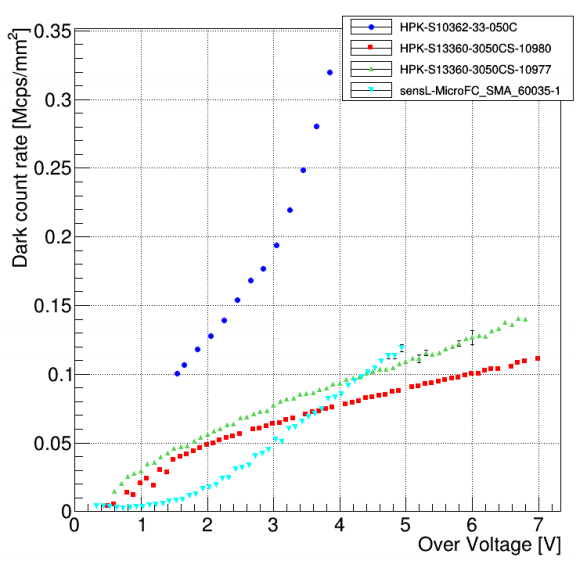 HPK-S10362-33-050C
HPK-S13360-3050CS-10980
HPK-S13360-3050CS-10977
sensL-MicroFC_SMA_60035-1
Dark count rate [Mcps/mm²]
0.35
0.3
0.25
0.2
0.15
0.1
0.05
0
0 1 2 3 4 5 6 7
Over Voltage [V]